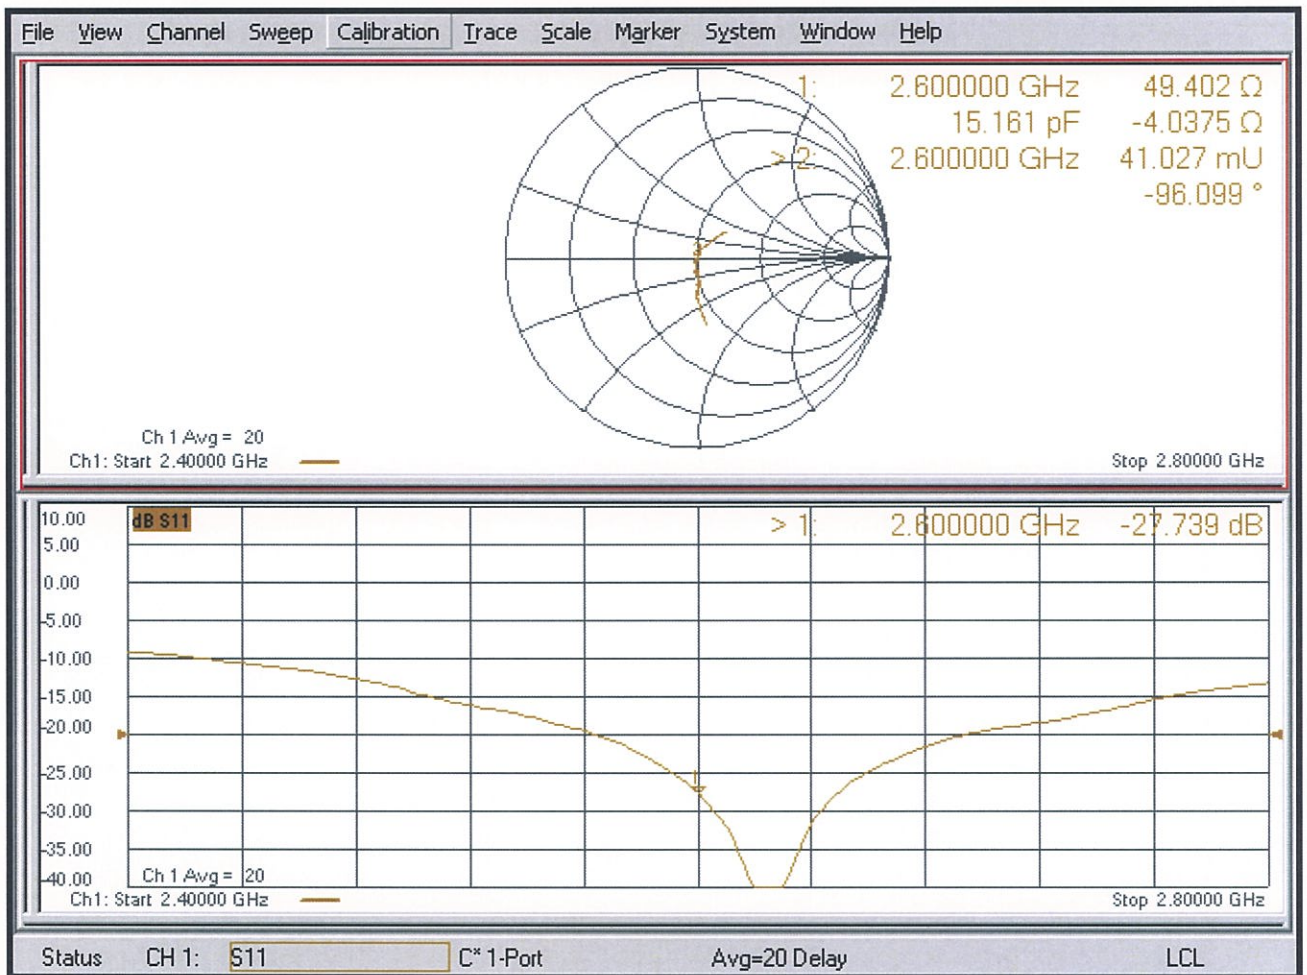 File View Channel Sweep Calibration Trace Scale Marker System Window Help
1: 2.600000 GHz 49.402 Ω
15.161 pF -4.0375 Ω
> 2: 2.600000 GHz 41.027 mU
-96.099 °
Ch 1 Avg = 20
Ch1: Start 2.40000 GHz
Stop 2.80000 GHz
10.00
dB S11
> 1: 2.600000 GHz -27.739 dB
5.00
0.00
-5.00
-10.00
-15.00
-20.00
-25.00
-30.00
-35.00
-40.00
1
Ch 1 Avg = 20
Ch1: Start 2.40000 GHz
Stop 2.80000 GHz
Status CH 1: S11 C* 1-Port Avg=20 Delay LCL